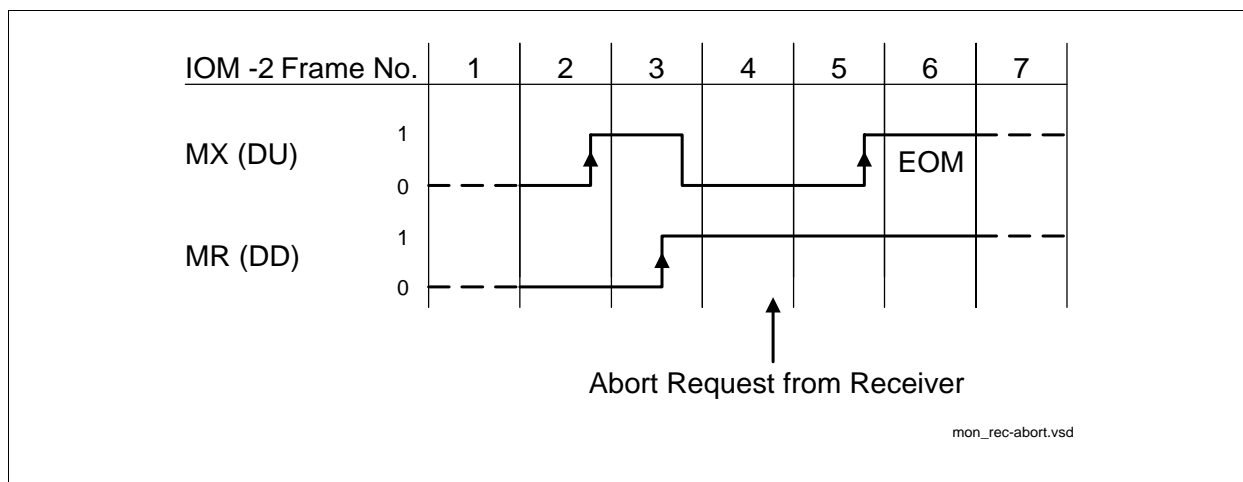 IOM -2 Frame No. 1 2 3 4 5 6 7
1
MX (DU)
EOM
0
1
MR (DD)
0
Abort Request from Receiver
mon_rec-abort.vsd